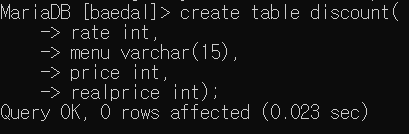 MariaDB [baedal]> create table discount(
    -> rate int,
    -> menu varchar(15),
    -> price int,
    -> realprice int);
Query OK, 0 rows affected (0.023 sec)